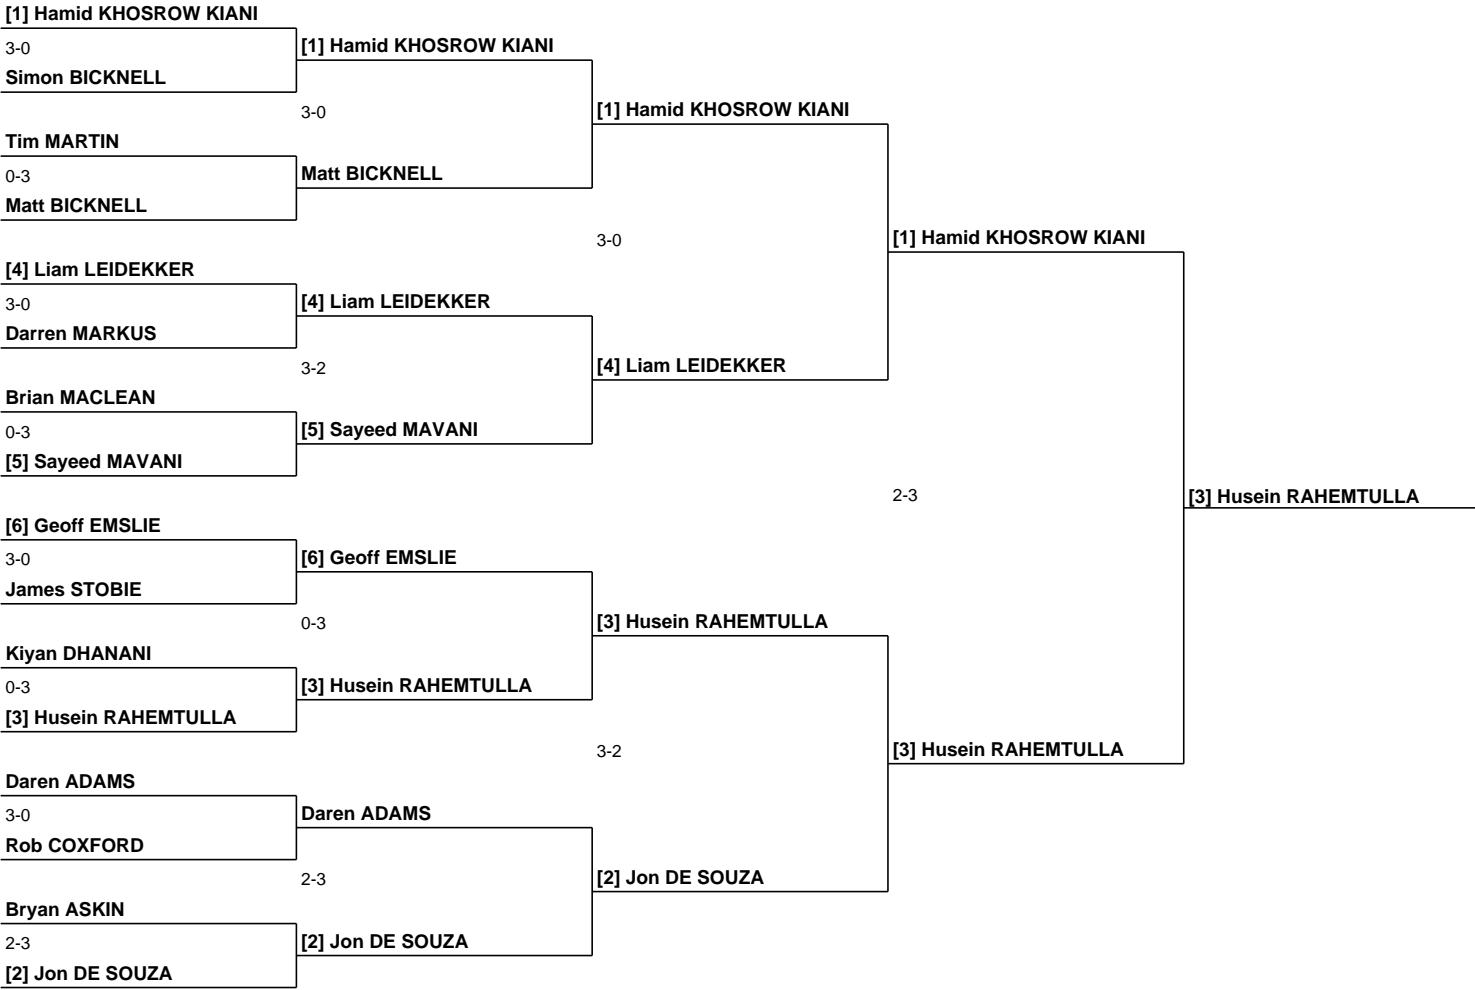 [1] Hamid KHOSROW KIANI
3-0
Simon BICKNELL
Tim MARTIN
0-3
Matt BICKNELL
[4] Liam LEIDEKKER
3-0
Darren MARKUS
Brian MACLEAN
0-3
[5] Sayeed MAVANI
[6] Geoff EMSLIE
3-0
James STOBIE
Kiyan DHANANI
0-3
[3] Husein RAHEMTULLA
Daren ADAMS
3-0
Rob COXFORD
Bryan ASKIN
2-3
[2] Jon DE SOUZA
[1] Hamid KHOSROW KIANI
3-0
Matt BICKNELL
[4] Liam LEIDEKKER
3-2
[5] Sayeed MAVANI
[6] Geoff EMSLIE
0-3
[3] Husein RAHEMTULLA
Daren ADAMS
2-3
[2] Jon DE SOUZA
[1] Hamid KHOSROW KIANI
3-0
[4] Liam LEIDEKKER
[3] Husein RAHEMTULLA
3-2
[2] Jon DE SOUZA
[1] Hamid KHOSROW KIANI
2-3
[3] Husein RAHEMTULLA
[3] Husein RAHEMTULLA